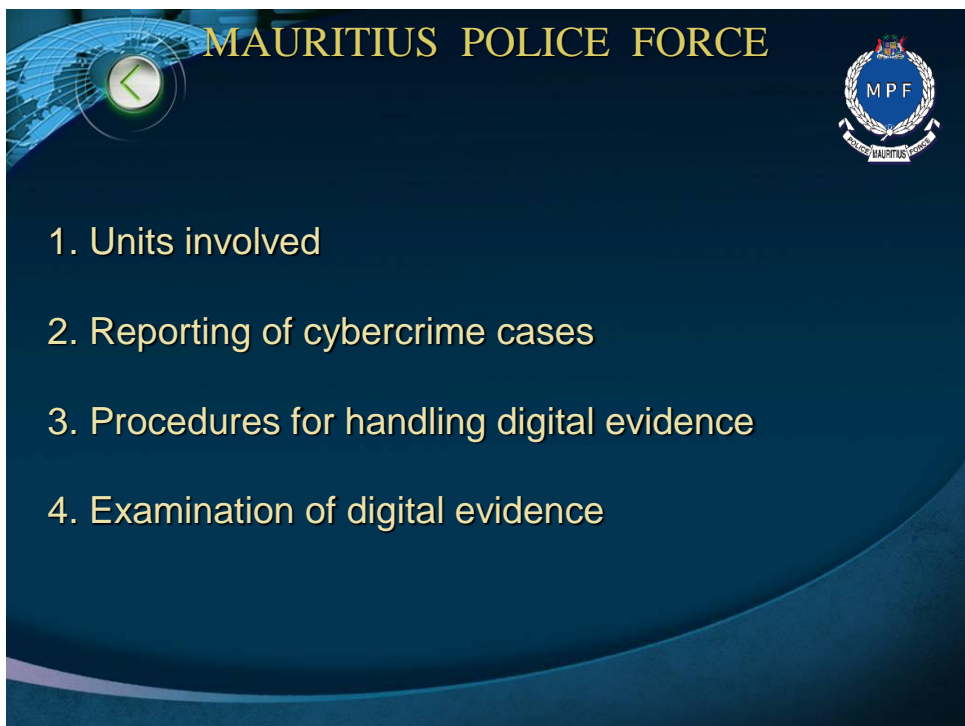 MAURITIUS POLICE FORCE
MPF
POLICE MAURITIUS FORCE
1. Units involved
2. Reporting of cybercrime cases
3. Procedures for handling digital evidence
4. Examination of digital evidence